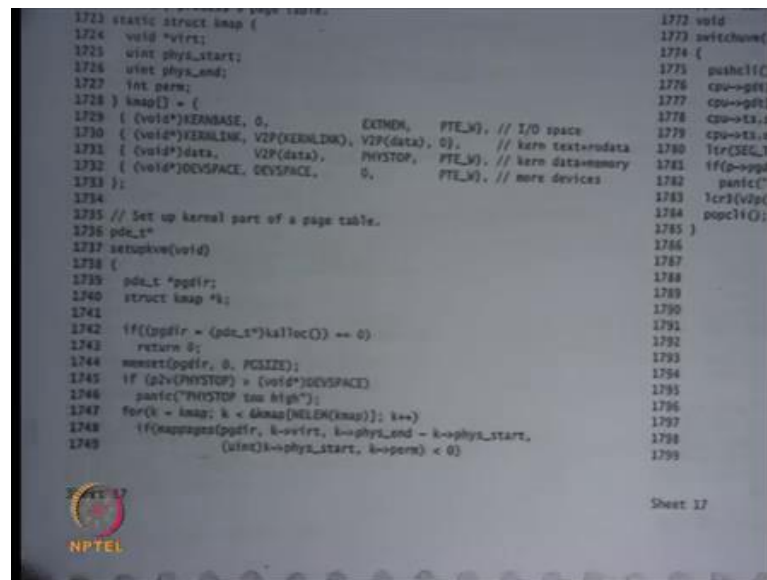 1723 static struct kmap {
1724 void *virt;
1725 uint phys_start;
1726 uint phys_end;
1727 int perm;
1728 } kmap[] = {
1729 { (void*)KERNBASE, 0, EXTMEM, PTE_W}, // I/O space
1730 { (void*)KERNLINK, V2P(KERNLINK), V2P(data), 0}, // kern text+rodata
1731 { (void*)data, V2P(data), PHYSTOP, PTE_W}, // kern data+memory
1732 { (void*)DEVSPACE, DEVSPACE, 0, PTE_W}, // more devices
1733 };
1734
1735 // Set up kernel part of a page table.
1736 pde_t*
1737 setupkvm(void)
1738 {
1739 pde_t *pgdir;
1740 struct kmap *k;
1741
1742 if((pgdir = (pde_t*)kalloc()) == 0)
1743 return 0;
1744 memset(pgdir, 0, PGSIZE);
1745 if (p2v(PHYSTOP) > (void*)DEVSPACE)
1746 panic("PHYSTOP too high");
1747 for(k = kmap; k < &kmap[NELEM(kmap)]; k++)
1748 if(mappages(pgdir, k->virt, k->phys_end - k->phys_start,
1749 (uint)k->phys_start, k->perm) < 0)
17
NPTEL
1772 void
1773 switchuvm(
1774 {
1775 pushcli()
1776 cpu->gdt
1777 cpu->gdt
1778 cpu->ts.
1779 cpu->ts.
1780 ltr(SEG_T
1781 if(p->pgd
1782 panic("
1783 lcr3(v2p(
1784 popcli();
1785 }
1786
1787
1788
1789
1790
1791
1792
1793
1794
1795
1796
1797
1798
1799
Sheet 17